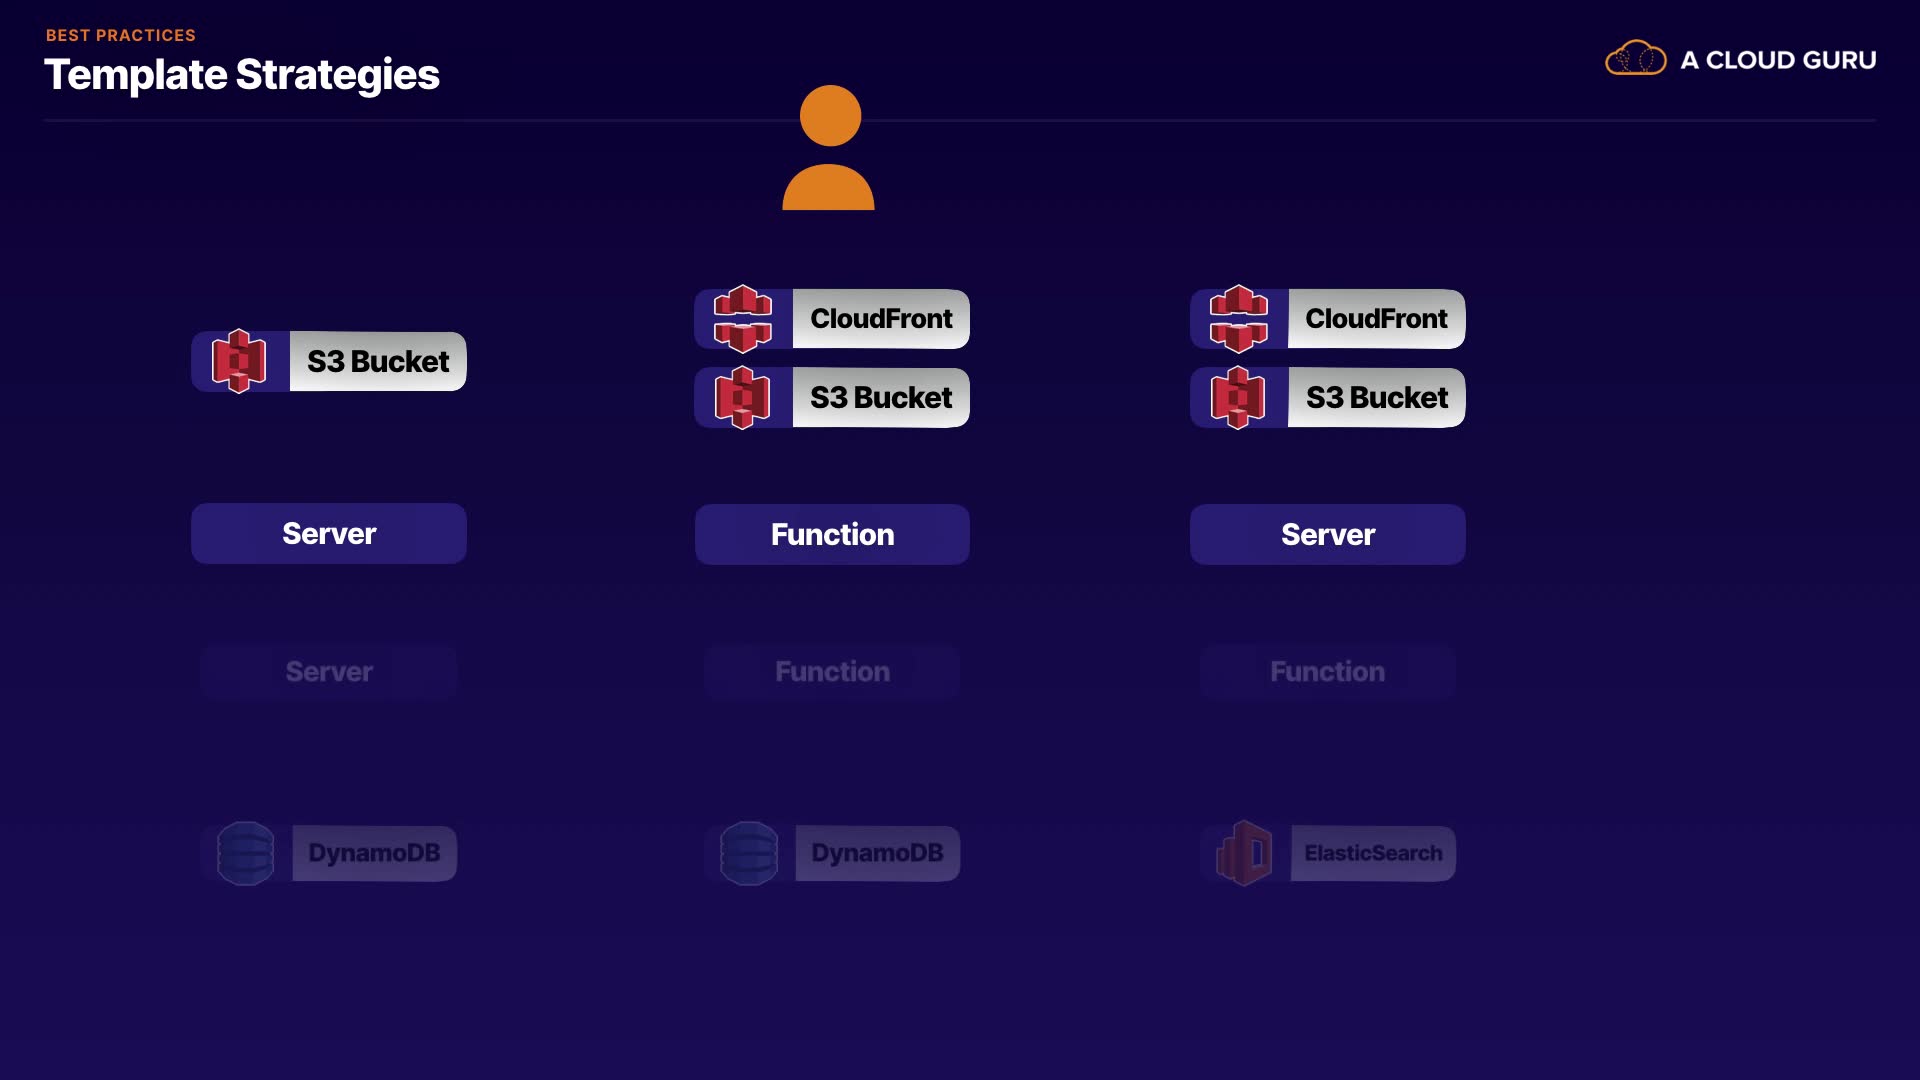 BEST PRACTICES
Template Strategies
A CLOUD GURU
CloudFront
CloudFront
S3 Bucket
S3 Bucket
S3 Bucket
Server
Function
Server
Server
Function
Function
DynamoDB
DynamoDB
ElasticSearch